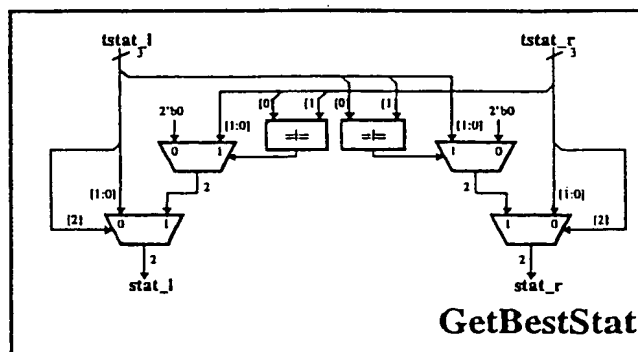 tstat_l tstat_r
3 3
[0] [1] [0] [1]
2'b0 [1:0] =|= =|= [1:0] 2'b0
0 1 1 0
2 2
[1:0] [1:0]
[2] 0 1 1 0 [2]
2 2
stat_l stat_r
GetBestStat